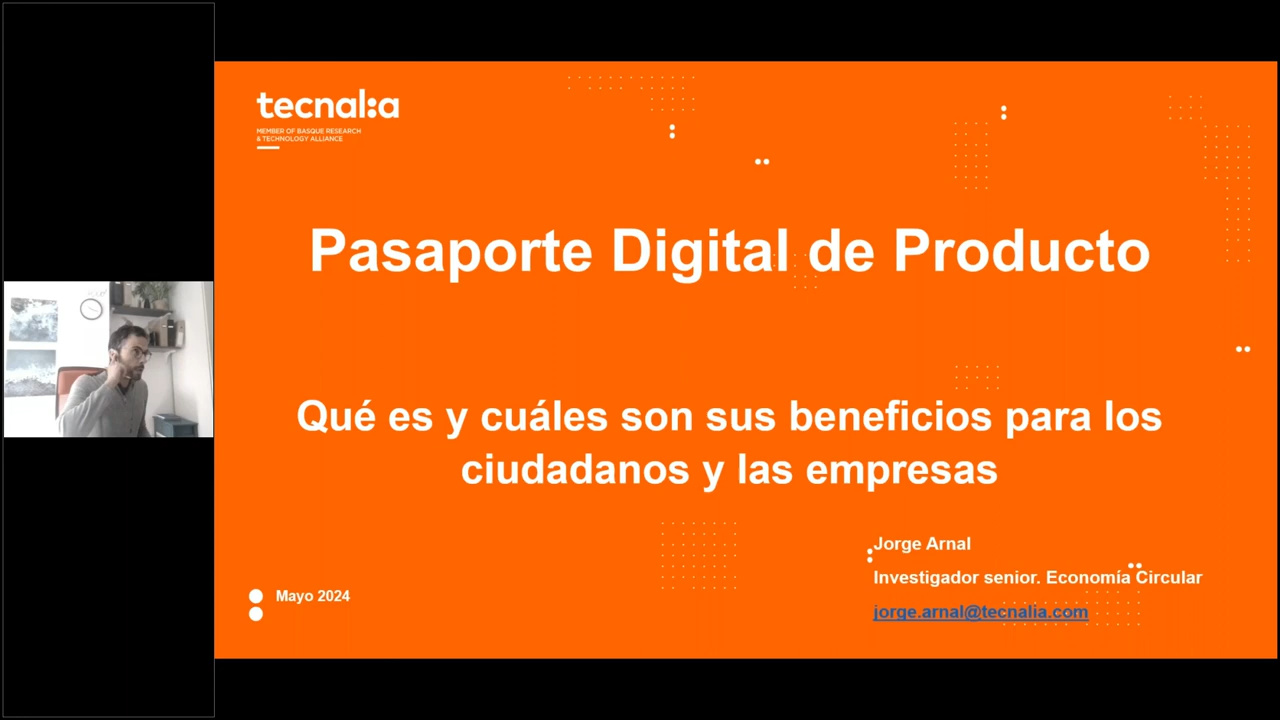 tecnalia
MEMBER OF BASQUE RESEARCH
& TECHNOLOGY ALLIANCE
Pasaporte Digital de Producto
Qué es y cuáles son sus beneficios para los
ciudadanos y las empresas
Jorge Arnal
Investigador senior. Economía Circular
jorge.arnal@tecnalia.com
Mayo 2024